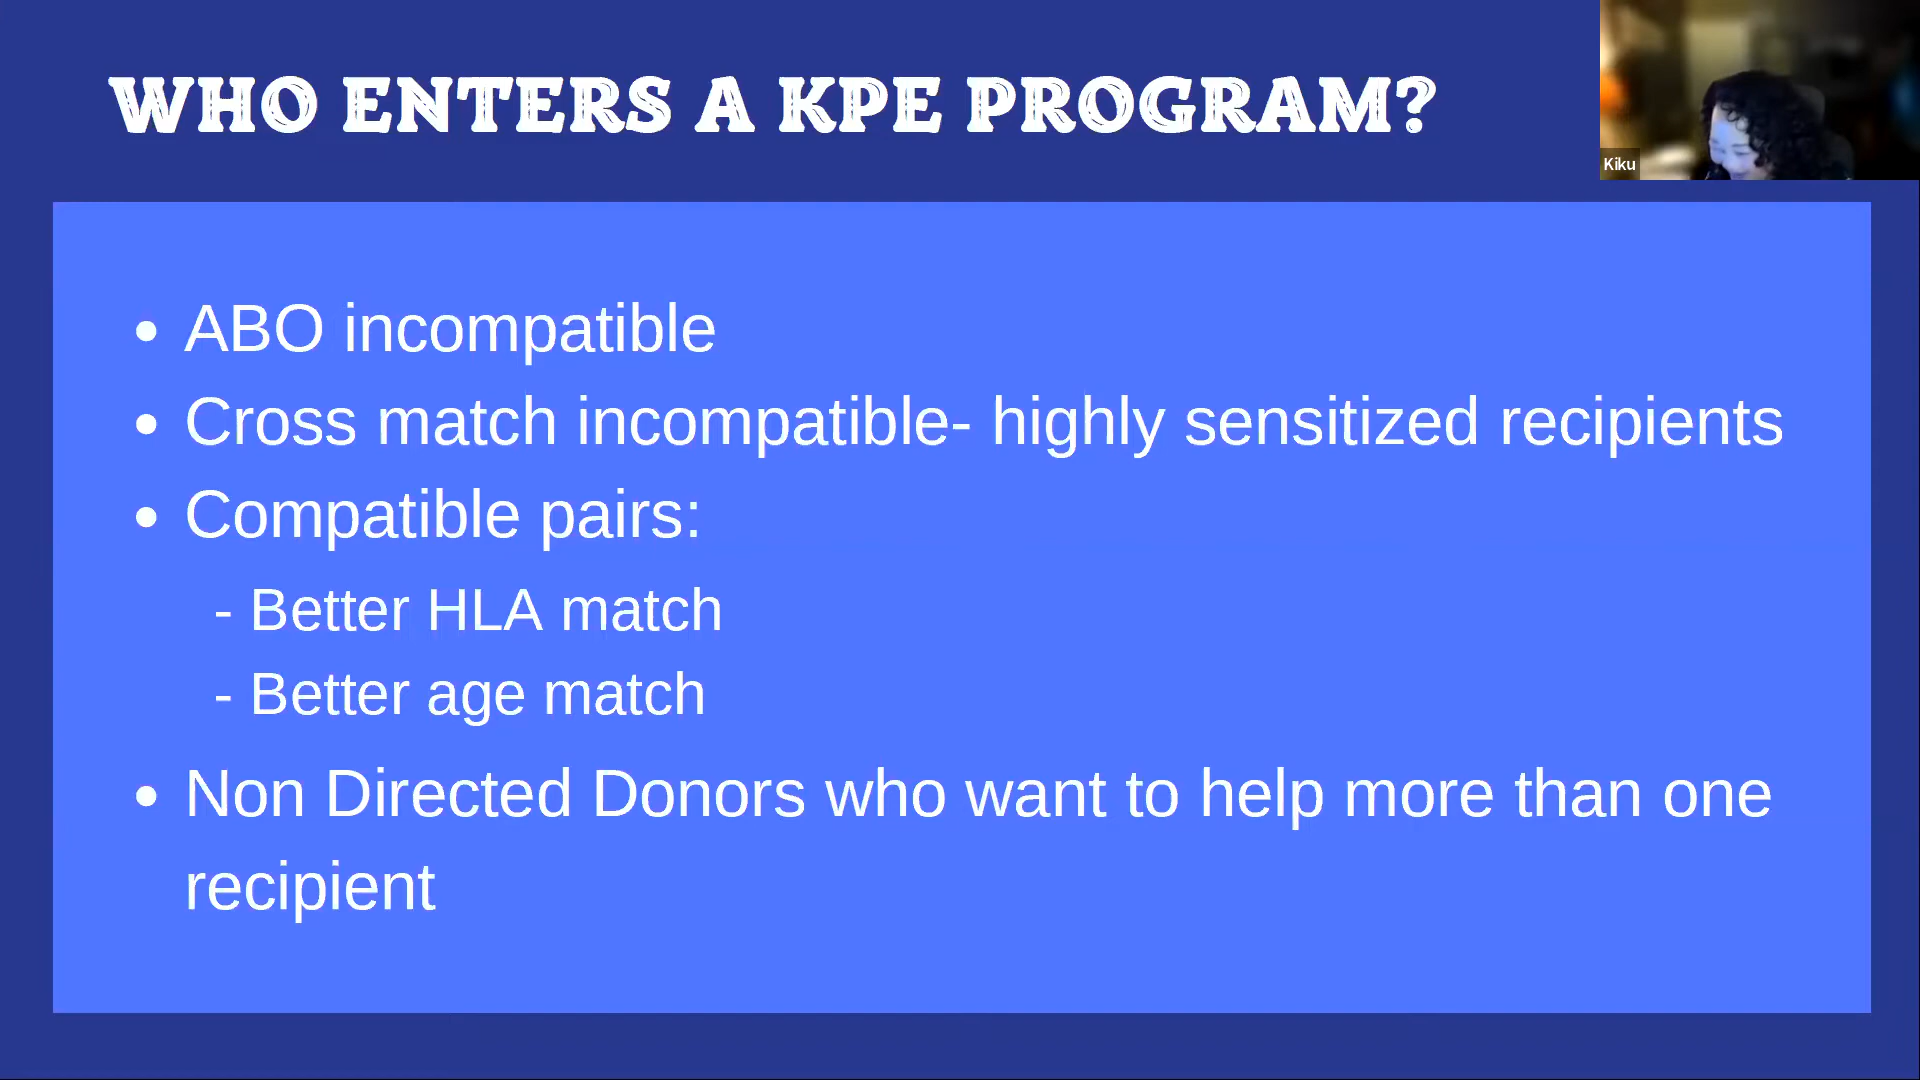 WHO ENTERS A KPE PROGRAM?
Kiku
• ABO incompatible
• Cross match incompatible- highly sensitized recipients
• Compatible pairs:
- Better HLA match
- Better age match
• Non Directed Donors who want to help more than one
recipient